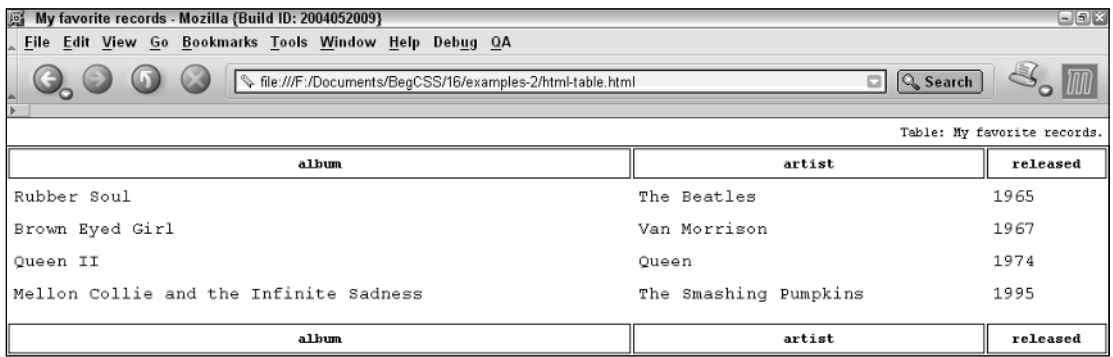 My favorite records - Mozilla {Build ID: 2004052009}
File Edit View Go Bookmarks Tools Window Help Debug QA
file:///F:/Documents/BegCSS/16/examples-2/html-table.html Search
Table: My favorite records.
album artist released
Rubber Soul The Beatles 1965
Brown Eyed Girl Van Morrison 1967
Queen II Queen 1974
Mellon Collie and the Infinite Sadness The Smashing Pumpkins 1995
album artist released